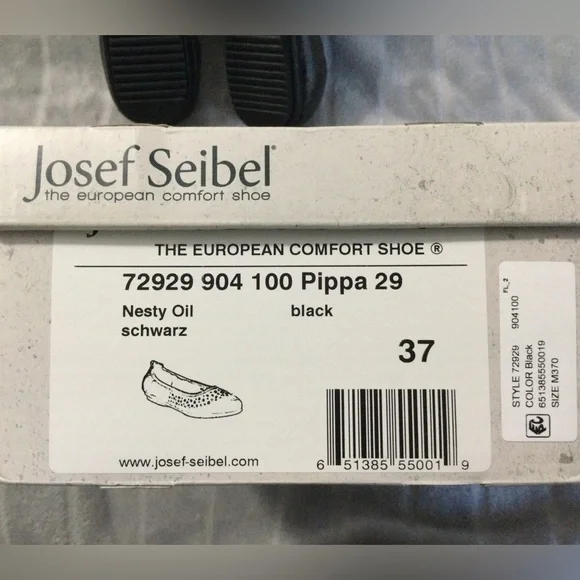 Josef Seibel
the european comfort shoe
THE EUROPEAN COMFORT SHOE ®
72929 904 100 Pippa 29
Nesty Oil black
schwarz
37
www.josef-seibel.com
6 51385 55001 9
FL_2
STYLE 72929 904100
COLOR Black
651385550019
SIZE M370